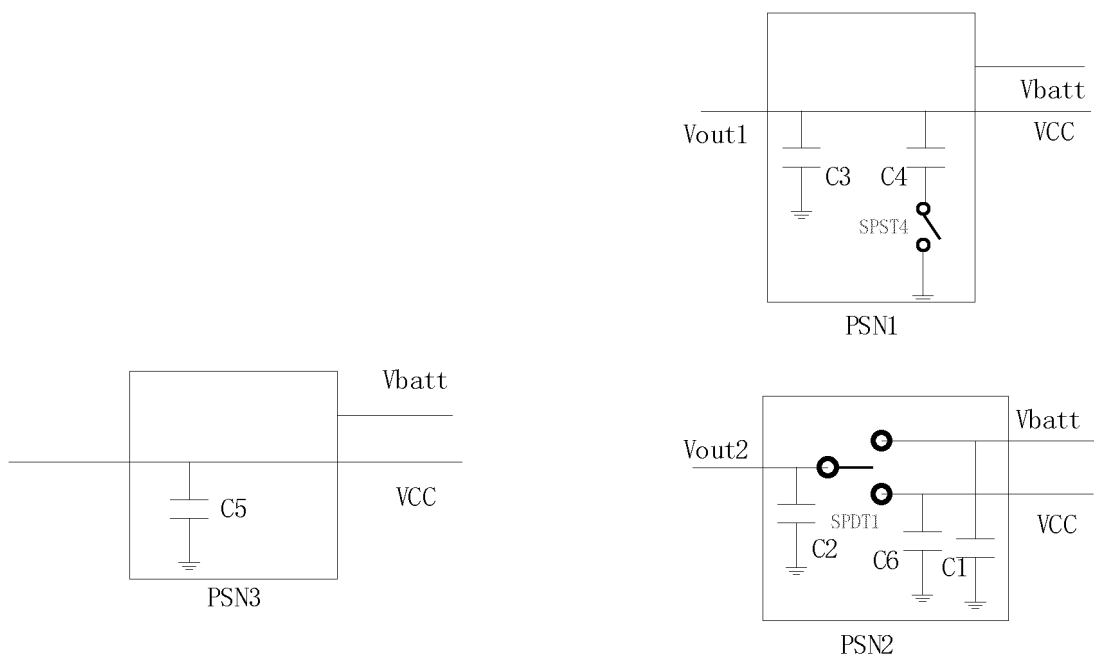 Vbatt
Vout1
VCC
C3
C4
SPST4
PSN1
Vbatt
VCC
C5
PSN3
Vbatt
Vout2
SPDT1
VCC
C2
C6
C1
PSN2